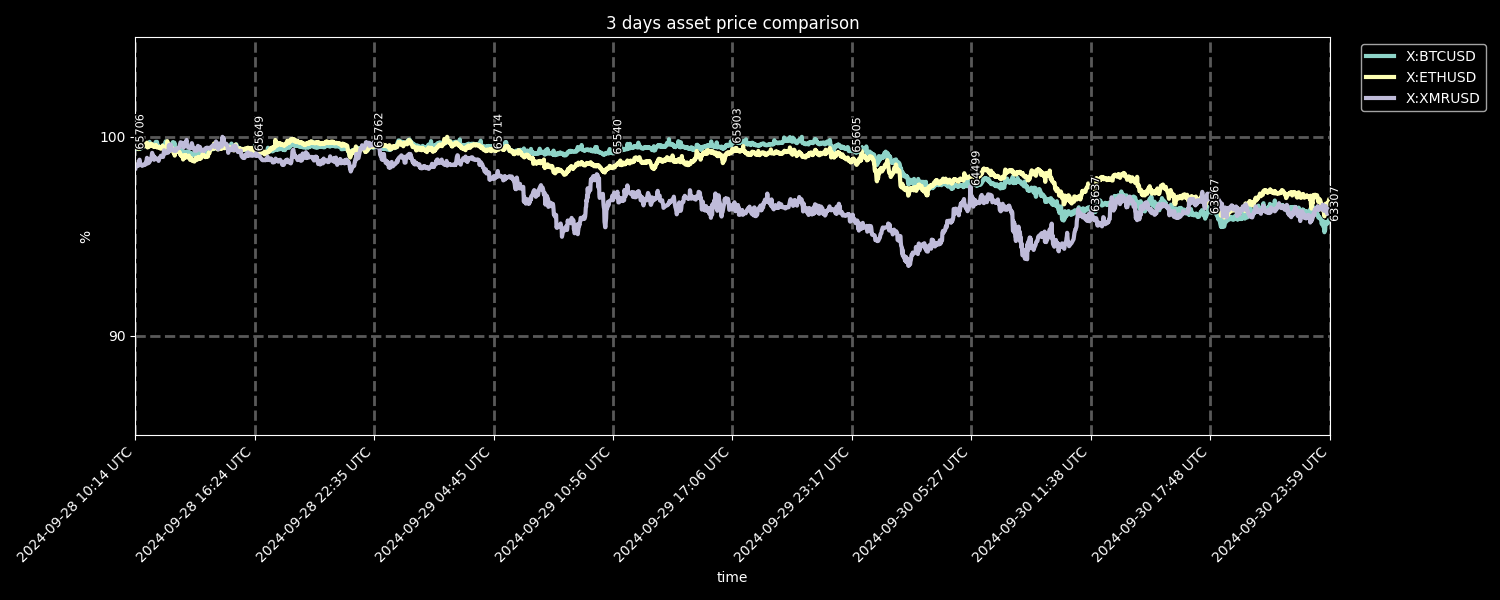 3 days asset price comparison
X:BTCUSD
X:ETHUSD
X:XMRUSD
100
90
%
65706
65649
65762
65714
65540
65903
65605
64499
63637
63567
63307
2024-09-28 10:14 UTC
2024-09-28 16:24 UTC
2024-09-28 22:35 UTC
2024-09-29 04:45 UTC
2024-09-29 10:56 UTC
2024-09-29 17:06 UTC
2024-09-29 23:17 UTC
2024-09-30 05:27 UTC
2024-09-30 11:38 UTC
2024-09-30 17:48 UTC
2024-09-30 23:59 UTC
time